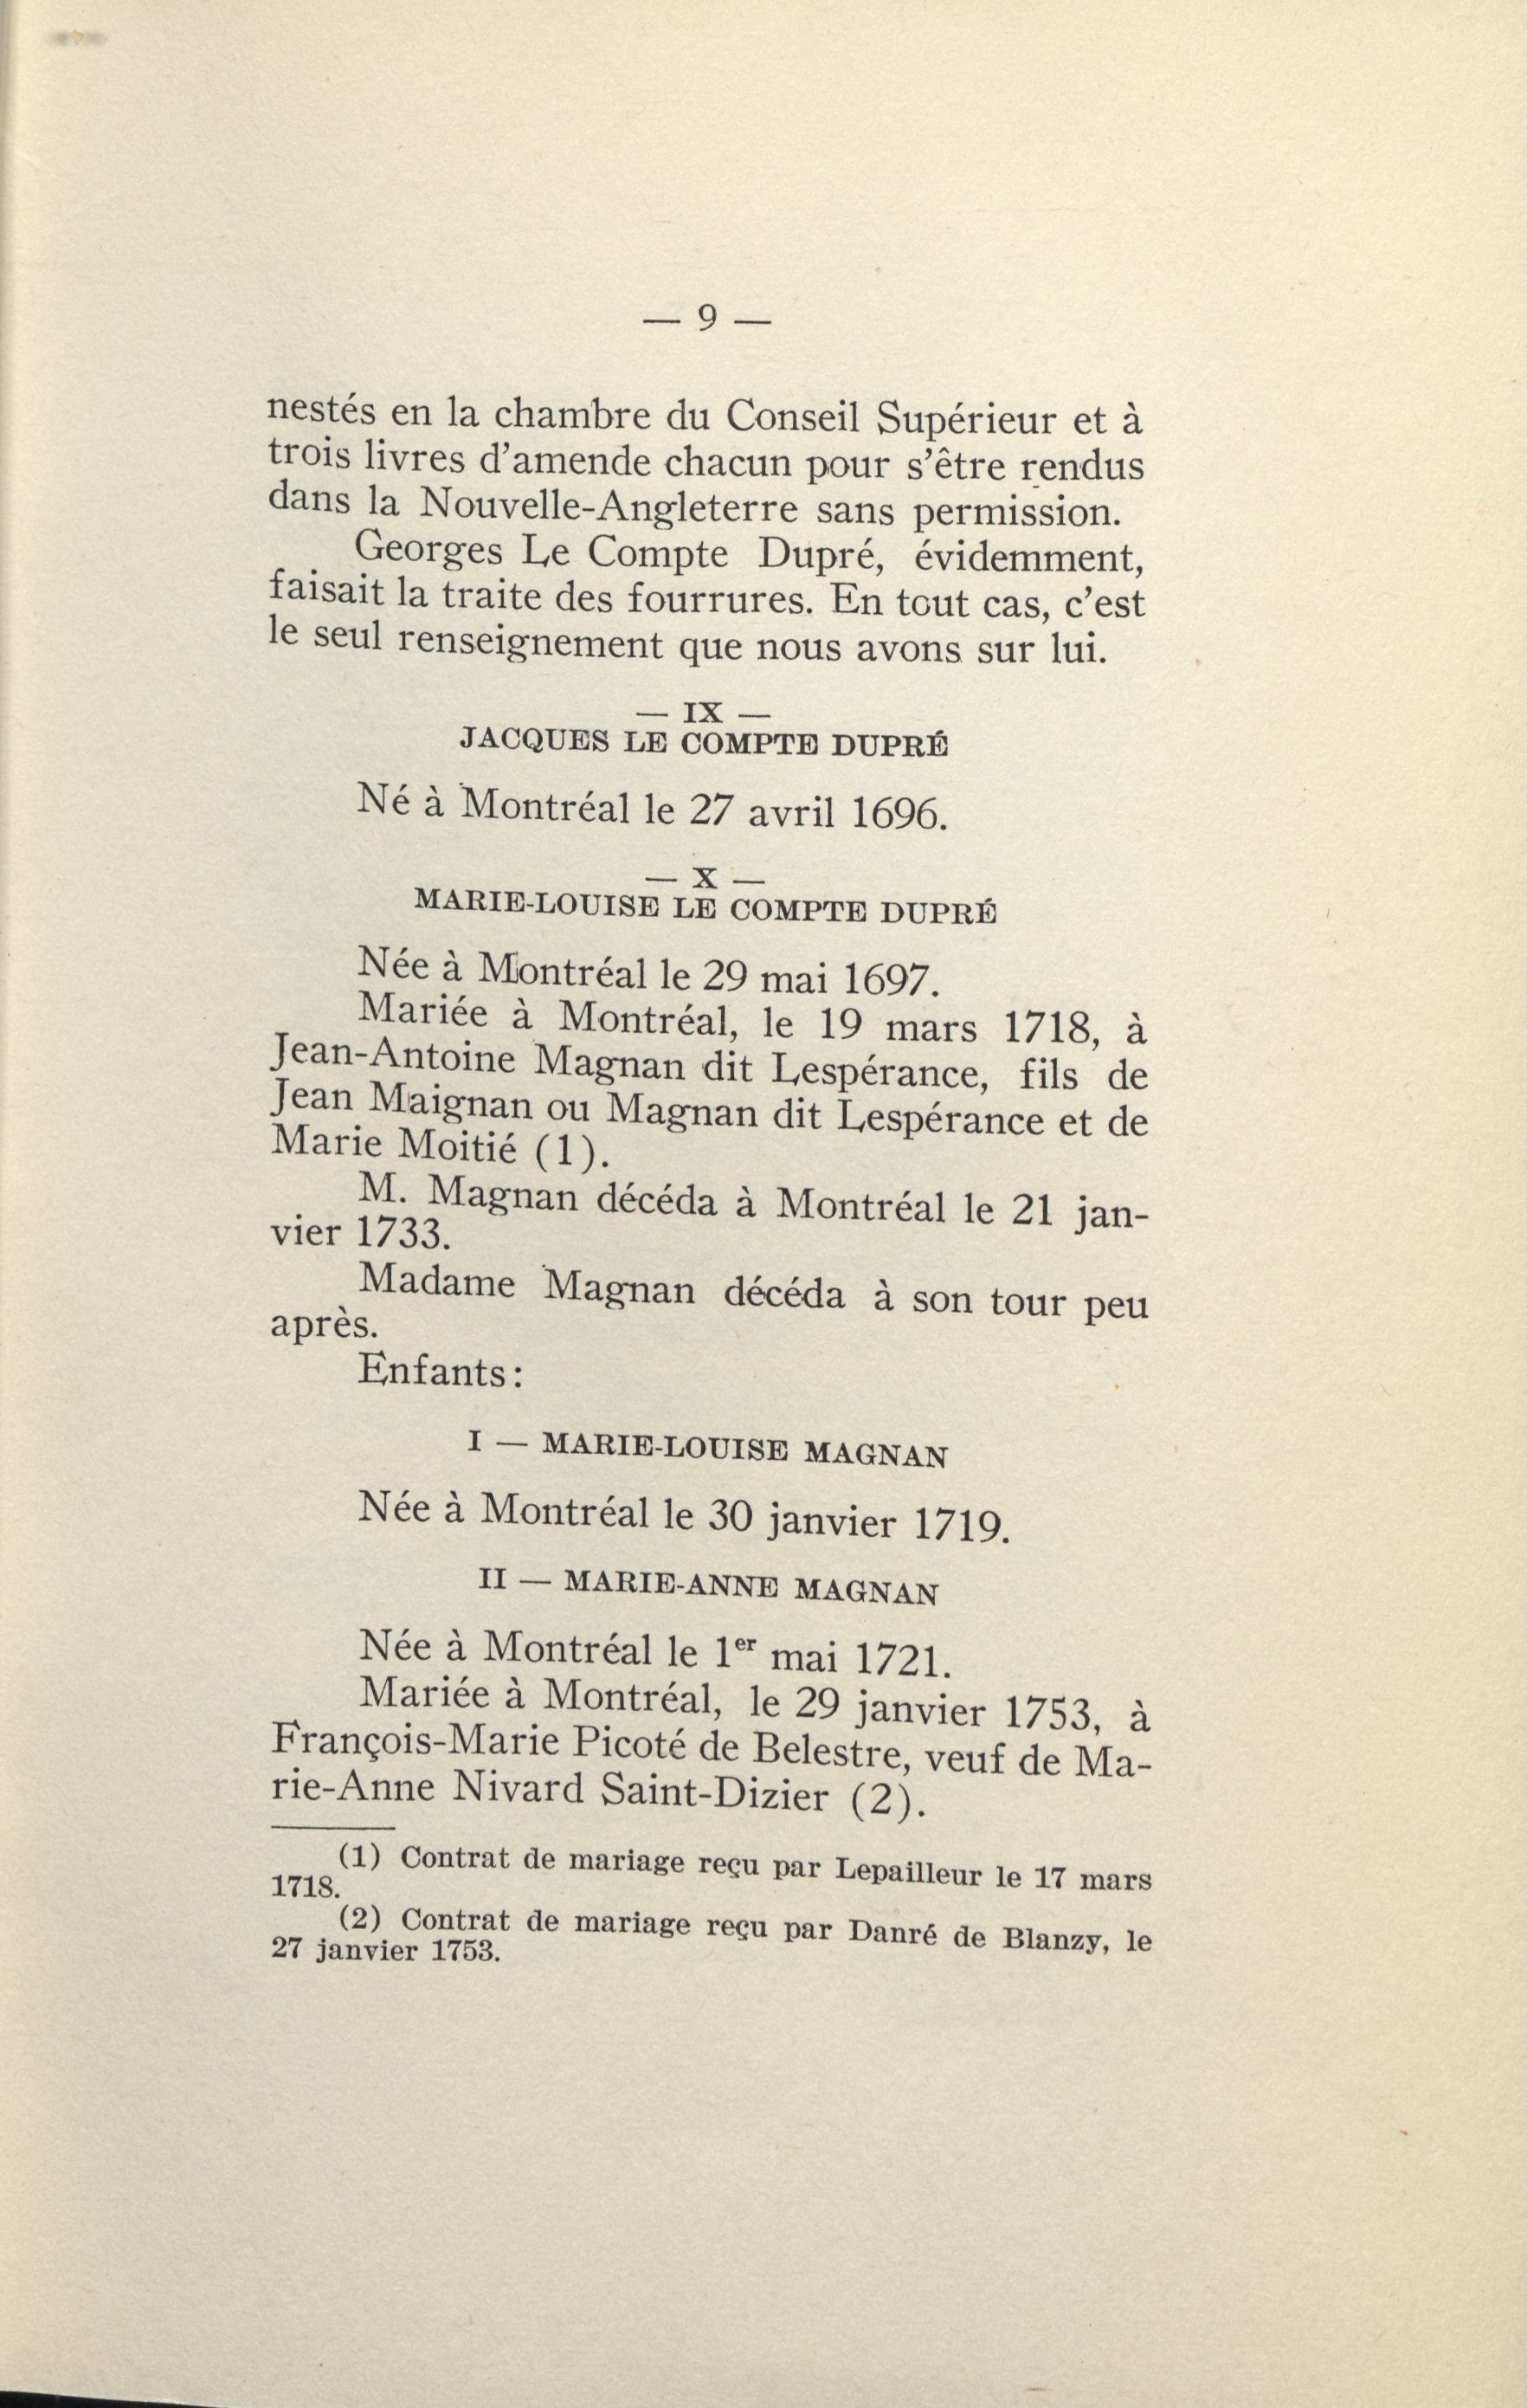 — 9 —
nestés en la chambre du Conseil Supérieur et à
trois livres d’amende chacun pour s’être rendus
dans la Nouvelle-Angleterre sans permission.
Georges Le Compte Dupré, évidemment,
faisait la traite des fourrures. En tout cas, c’est
le seul renseignement que nous avons sur lui.
— IX —
JACQUES LE COMPTE DUPRÉ
Né à Montréal le 27 avril 1696.
— X —
MARIE-LOUISE LE COMPTE DUPRÉ
Née à Montréal le 29 mai 1697.
Mariée à Montréal, le 19 mars 1718, à
Jean-Antoine Magnan dit Lespérance, fils de
Jean Maignan ou Magnan dit Lespérance et de
Marie Moitié (1).
M. Magnan décéda à Montréal le 21 jan-
vier 1733.
Madame Magnan décéda à son tour peu
après.
Enfants:
I — MARIE-LOUISE MAGNAN
Née à Montréal le 30 janvier 1719.
II — MARIE-ANNE MAGNAN
Née à Montréal le 1er mai 1721.
Mariée à Montréal, le 29 janvier 1753, à
François-Marie Picoté de Belestre, veuf de Ma-
rie-Anne Nivard Saint-Dizier (2).
(1) Contrat de mariage reçu par Lepailleur le 17 mars
1718.
(2) Contrat de mariage reçu par Danré de Blanzy, le
27 janvier 1753.